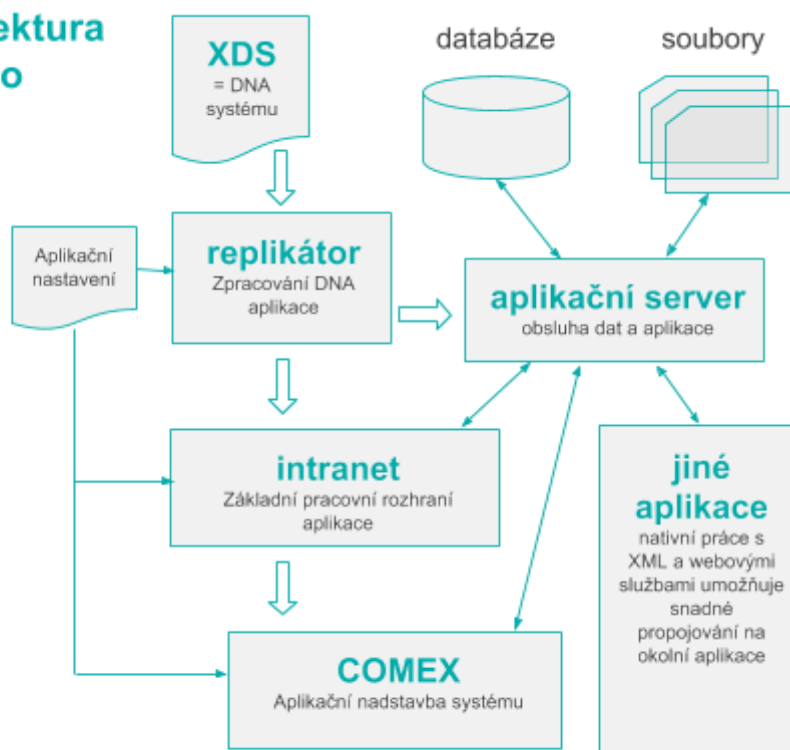 ektura
o
XDS
= DNA
systému
databáze
soubory
Aplikační
nastavení
replikátor
Zpracování DNA
aplikace
aplikační server
obsluha dat a aplikace
intranet
Základní pracovní rozhraní
aplikace
jiné
aplikace
nativní práce s
XML a webovými
službami umožňuje
snadné
propojování na
okolní aplikace
COMEX
Aplikační nadstavba systému